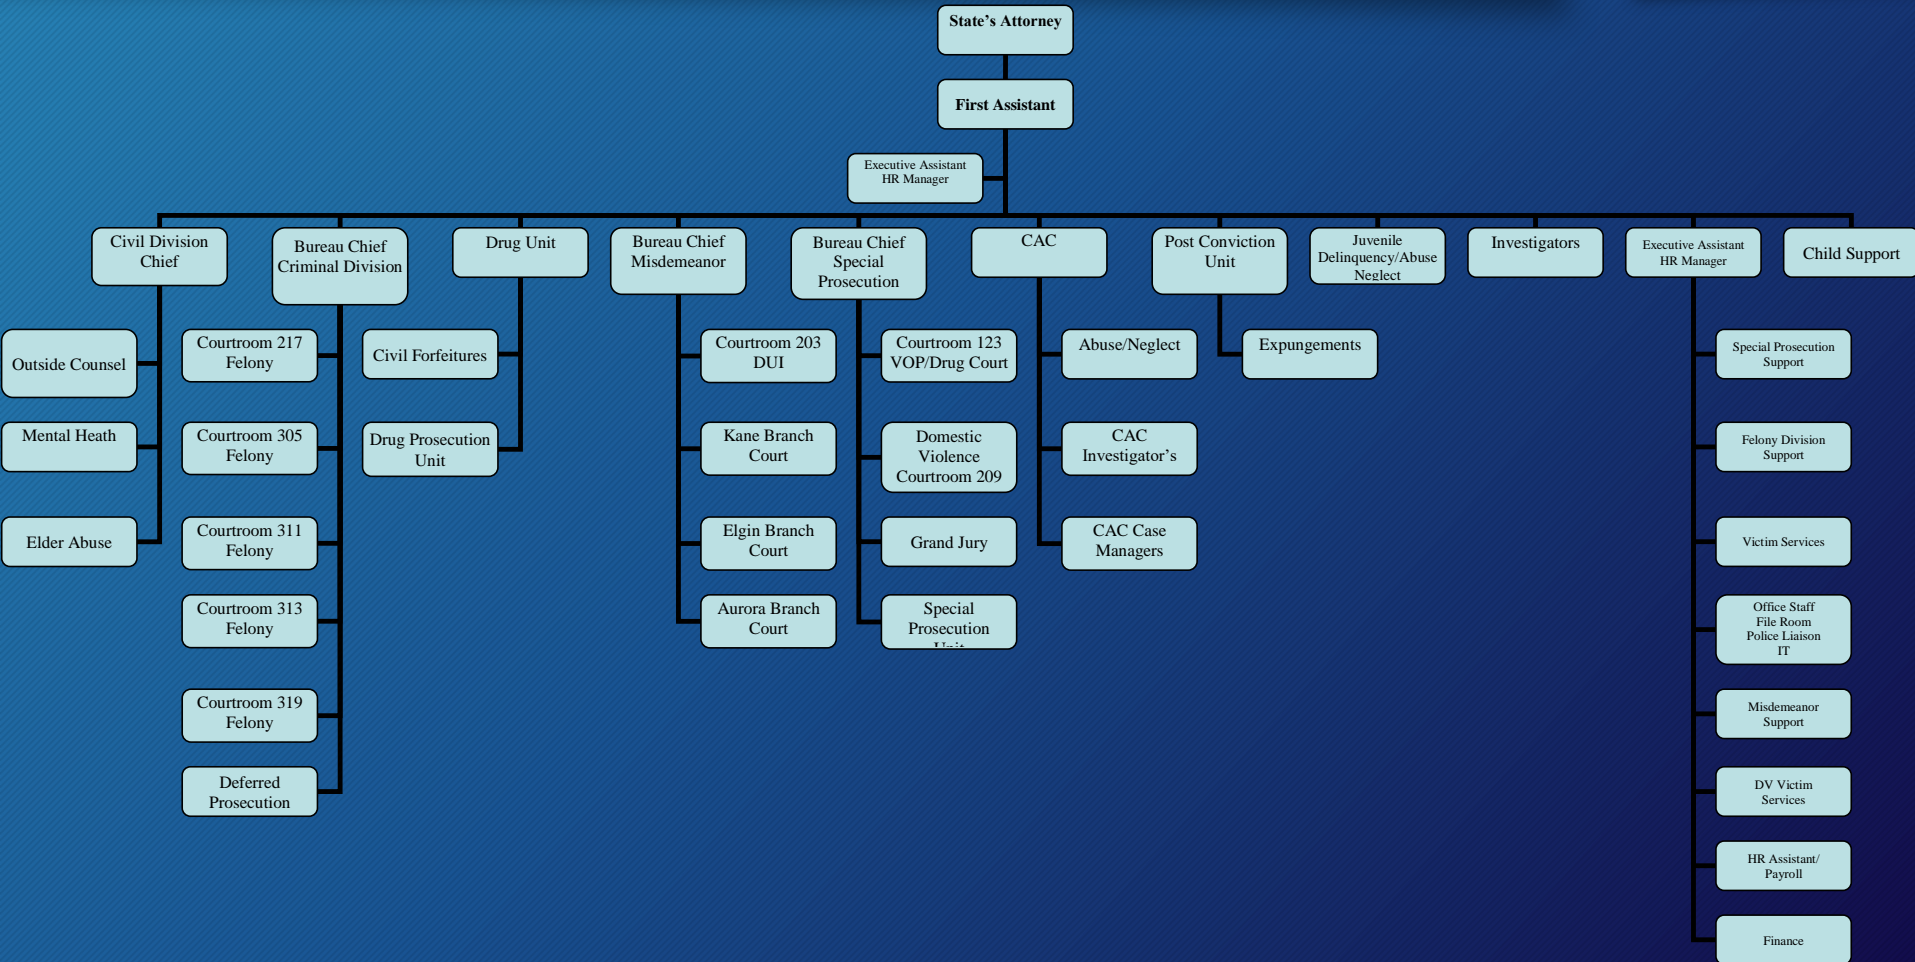 State's Attorney
First Assistant
Executive Assistant
HR Manager
Civil Division
Chief
Bureau Chief
Criminal Division
Drug Unit
Bureau Chief
Misdemeanor
Bureau Chief
Special
Prosecution
CAC
Post Conviction
Unit
Juvenile
Delinquency/Abuse
Neglect
Investigators
Executive Assistant
HR Manager
Child Support
Outside Counsel
Mental Heath
Elder Abuse
Courtroom 217
Felony
Courtroom 305
Felony
Courtroom 311
Felony
Courtroom 313
Felony
Courtroom 319
Felony
Deferred
Prosecution
Civil Forfeitures
Drug Prosecution
Unit
Courtroom 203
DUI
Kane Branch
Court
Elgin Branch
Court
Aurora Branch
Court
Courtroom 123
VOP/Drug Court
Domestic
Violence
Courtroom 209
Grand Jury
Special
Prosecution
Unit
Abuse/Neglect
CAC
Investigator's
CAC Case
Managers
Expungements
Special Prosecution
Support
Felony Division
Support
Victim Services
Office Staff
File Room
Police Liaison
IT
Misdemeanor
Support
DV Victim
Services
HR Assistant/
Payroll
Finance